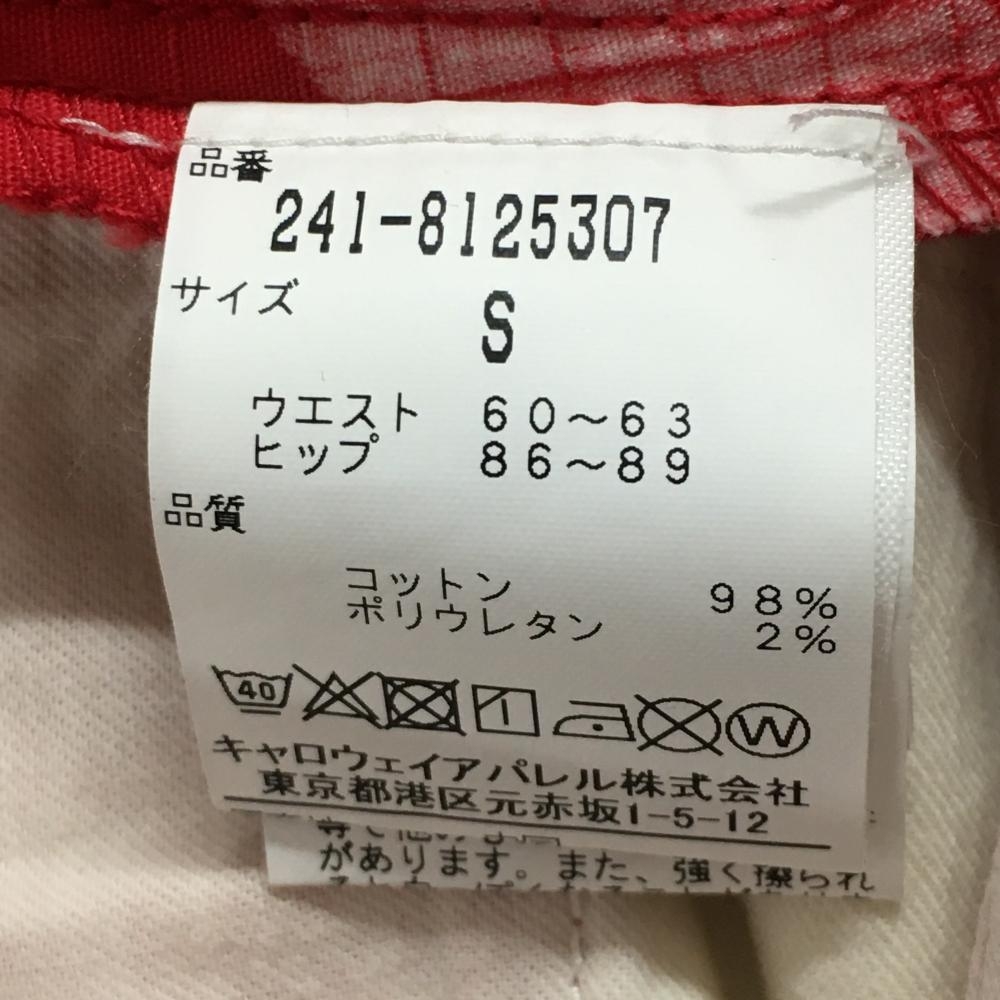 品番
241-8125307
サイズ
S
ウエスト 60～63
ヒップ 86～89
品質
コットン 98%
ポリウレタン 2%
40 W
キャロウェイアパレル株式会社
東京都港区元赤坂1-5-12
があります。また、強く擦られ